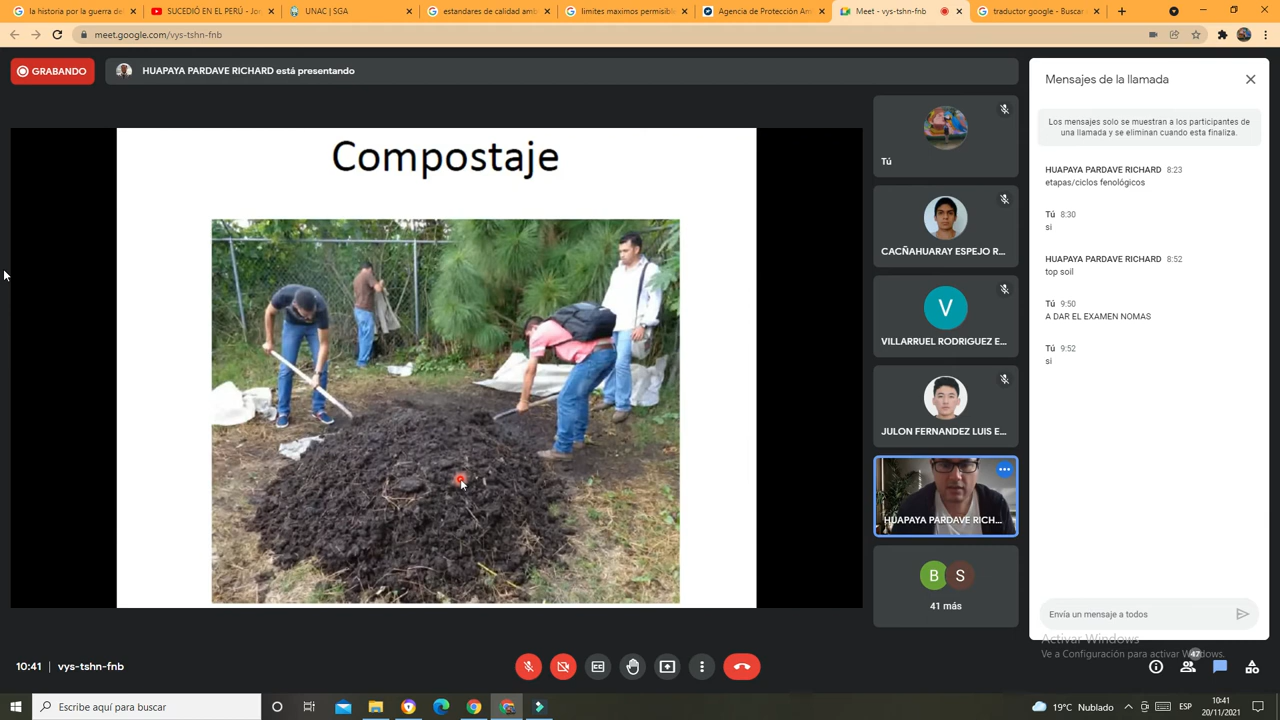 la historia por la guerra de
SUCEDIÓ EN EL PERÚ - Jor
UNAC | SGA
estandares de calidad amb
limites maximos permisible
Agencia de Protección Am
Meet - vys-tshn-fnb
traductor google - Buscar
meet.google.com/vys-tshn-fnb
GRABANDO
HUAPAYA PARDAVE RICHARD está presentando
Compostaje
Tú
CACÑAHUARAY ESPEJO R...
V
VILLARRUEL RODRIGUEZ E...
JULON FERNANDEZ LUIS E...
HUAPAYA PARDAVE RICH...
B S
41 más
Mensajes de la llamada
Los mensajes solo se muestran a los participantes de
una llamada y se eliminan cuando esta finaliza.
HUAPAYA PARDAVE RICHARD 8:23
etapas/ciclos fenológicos
Tú 8:30
si
HUAPAYA PARDAVE RICHARD 8:52
top soil
Tú 9:50
A DAR EL EXAMEN NOMAS
Tú 9:52
si
Envía un mensaje a todos
Activar Windows
Ve a Configuración para activar Windows.
10:41 | vys-tshn-fnb
47
Escribe aquí para buscar
19°C Nublado
ESP
10:41
20/11/2021